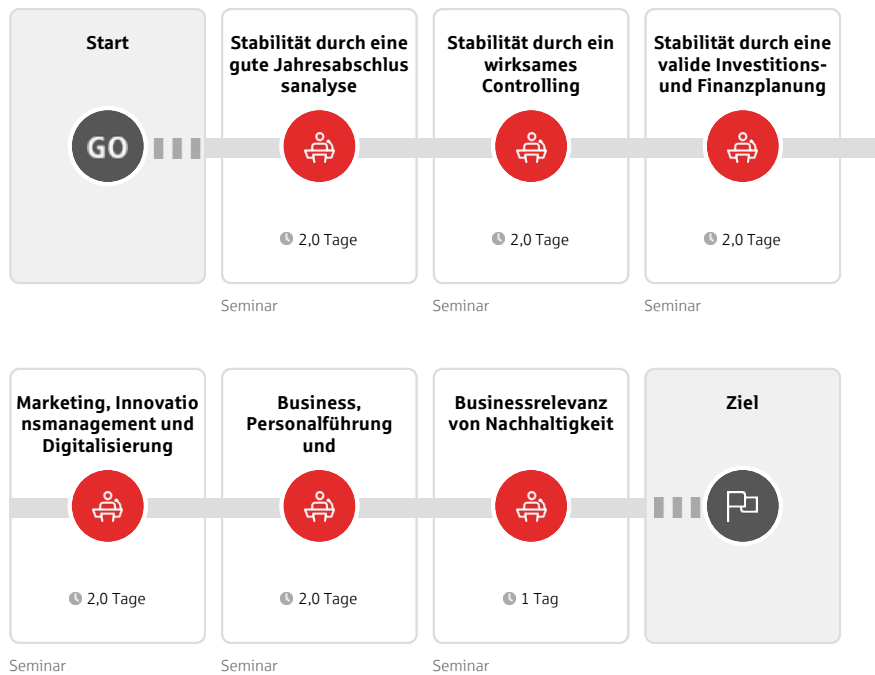 Start
GO
Stabilität durch eine
gute Jahresabschlus
sanalyse
2,0 Tage
Seminar
Stabilität durch ein
wirksames
Controlling
2,0 Tage
Seminar
Stabilität durch eine
valide Investitions-
und Finanzplanung
2,0 Tage
Seminar
Marketing, Innovatio
nsmanagement und
Digitalisierung
2,0 Tage
Seminar
Business,
Personalführung
und
2,0 Tage
Seminar
Businessrelevanz
von Nachhaltigkeit
1 Tag
Seminar
Ziel